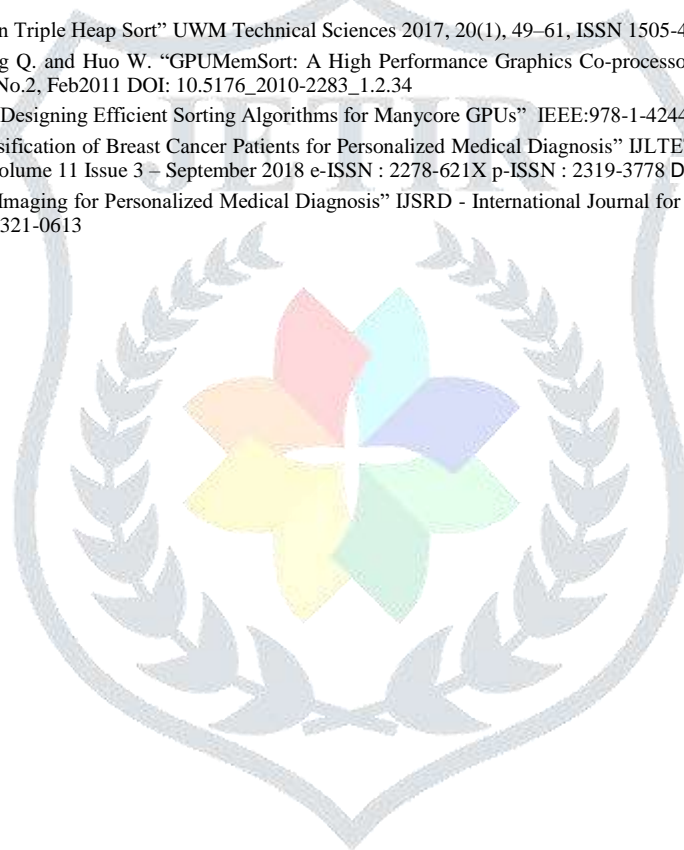 n Triple Heap Sort” UWM Technical Sciences 2017, 20(1), 49–61, ISSN 1505-4
g Q. and Huo W. “GPUMemSort: A High Performance Graphics Co-processo
No.2, Feb2011 DOI: 10.5176_2010-2283_1.2.34
Designing Efficient Sorting Algorithms for Manycore GPUs” IEEE:978-1-4244
sification of Breast Cancer Patients for Personalized Medical Diagnosis” IJLTE
olume 11 Issue 3 – September 2018 e-ISSN : 2278-621X p-ISSN : 2319-3778 D
JETIR
Imaging for Personalized Medical Diagnosis” IJSRD - International Journal for
321-0613